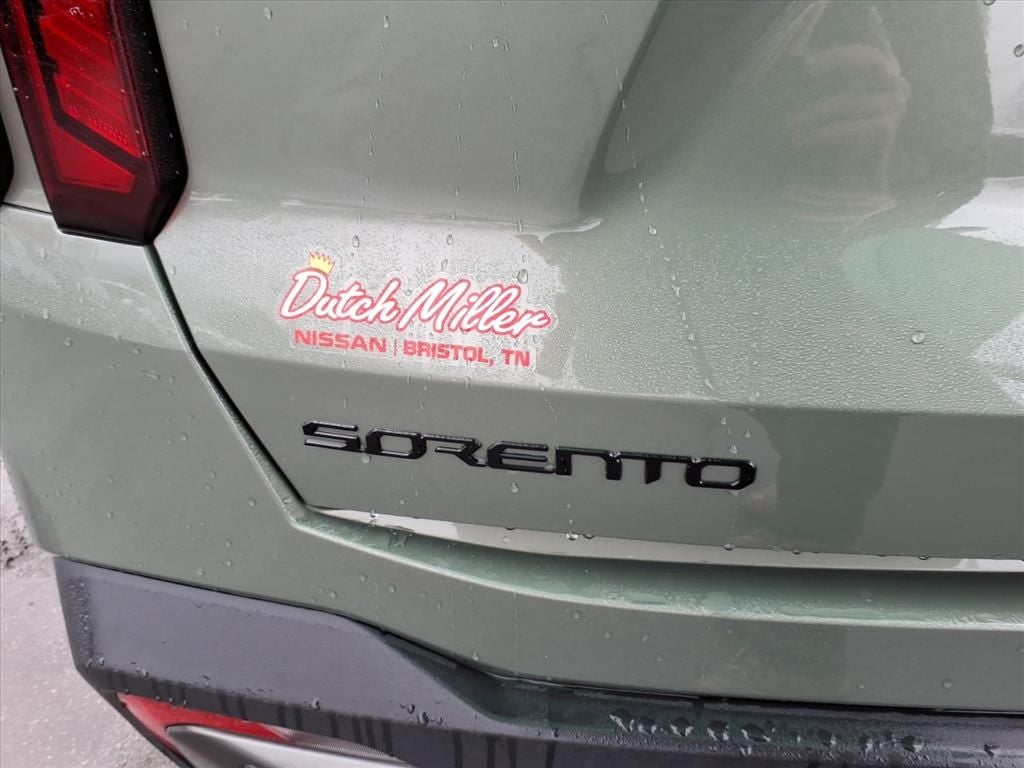 Dutch Miller
NISSAN | BRISTOL, TN
SORENTO